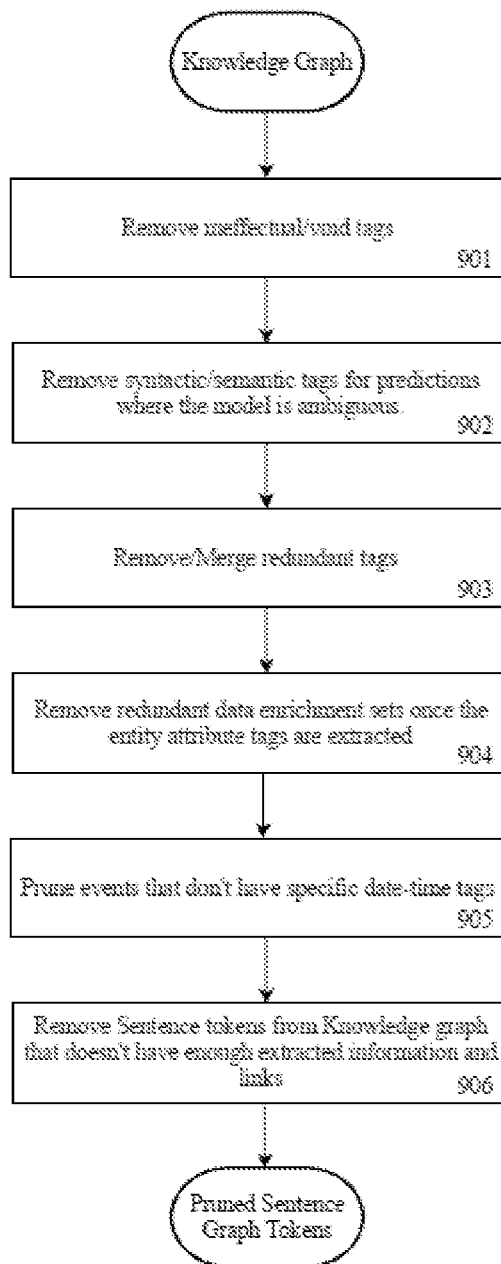 Knowledge Graph
Remove ineffectual/void tags
901
Remove syntactic/semantic tags for predictions
where the model is ambiguous.
902
Remove/Merge redundant tags
903
Remove redundant data enrichment sets once the
entity attribute tags are extracted
904
Prune events that don't have specific date-time tags
905
Remove Sentence tokens from Knowledge graph
that doesn't have enough extracted information and
links
906
Pruned Sentence
Graph Tokens